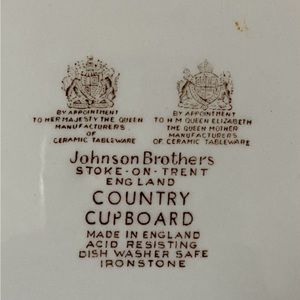 BY APPOINTMENT
TO HER MAJESTY THE QUEEN
MANUFACTURERS
OF
CERAMIC TABLEWARE
BY APPOINTMENT
TO H M QUEEN ELIZABETH
THE QUEEN MOTHER
MANUFACTURERS
OF CERAMIC TABLEWARE
Johnson Brothers
STOKE-ON-TRENT
ENGLAND
COUNTRY
CUPBOARD
MADE IN ENGLAND
ACID RESISTING
DISH WASHER SAFE
IRONSTONE